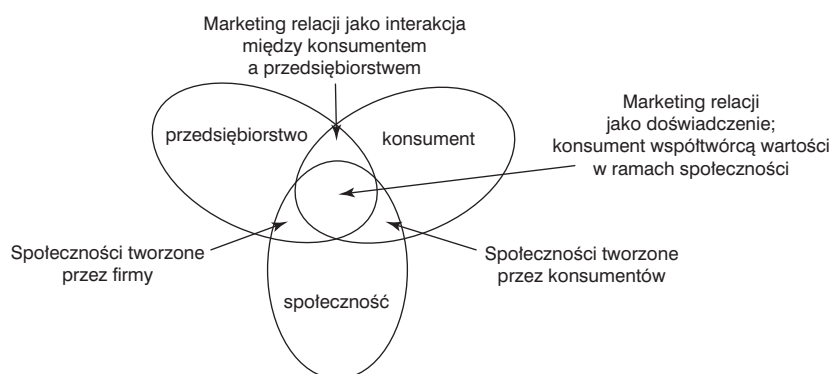 Marketing relacji jako interakcja
między konsumentem
a przedsiębiorstwem
Marketing relacji
jako doświadczenie;
konsument współtwórcą wartości
w ramach społeczności
przedsiębiorstwo
konsument
Społeczności tworzone
przez firmy
Społeczności tworzone
przez konsumentów
społeczność